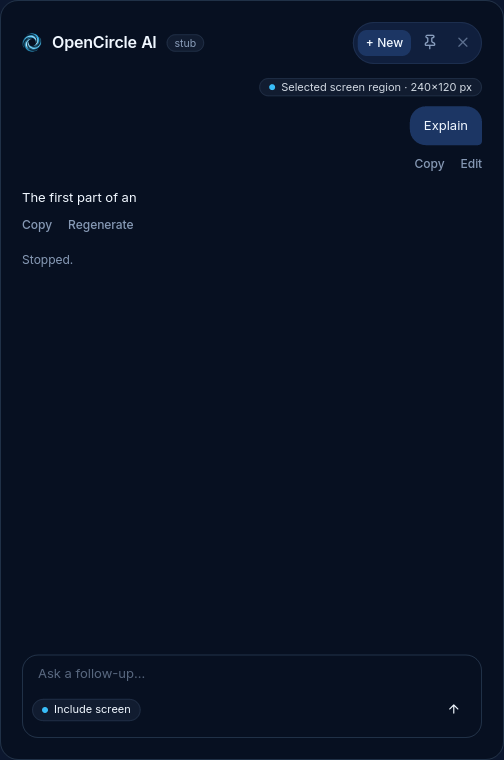 OpenCircle AI stub + New
Selected screen region · 240×120 px
Explain
Copy Edit
The first part of an
Copy Regenerate
Stopped.
Ask a follow-up...
Include screen